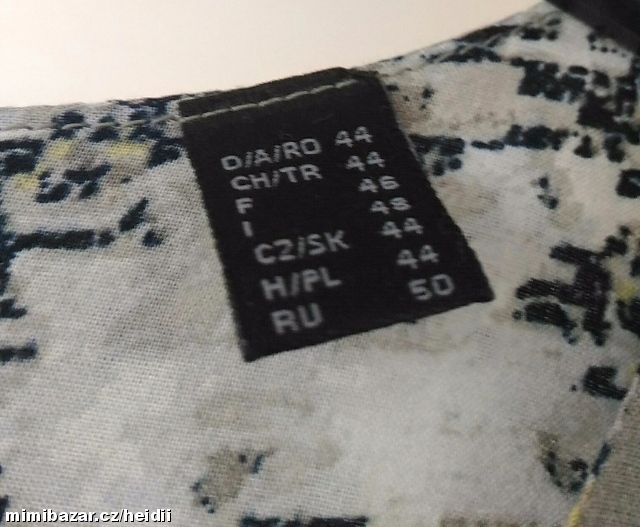 D/A/RO 44
CH/TR 44
F 46
I 48
CZ/SK 44
H/PL 44
RU 50
mimibazar.cz/heidii